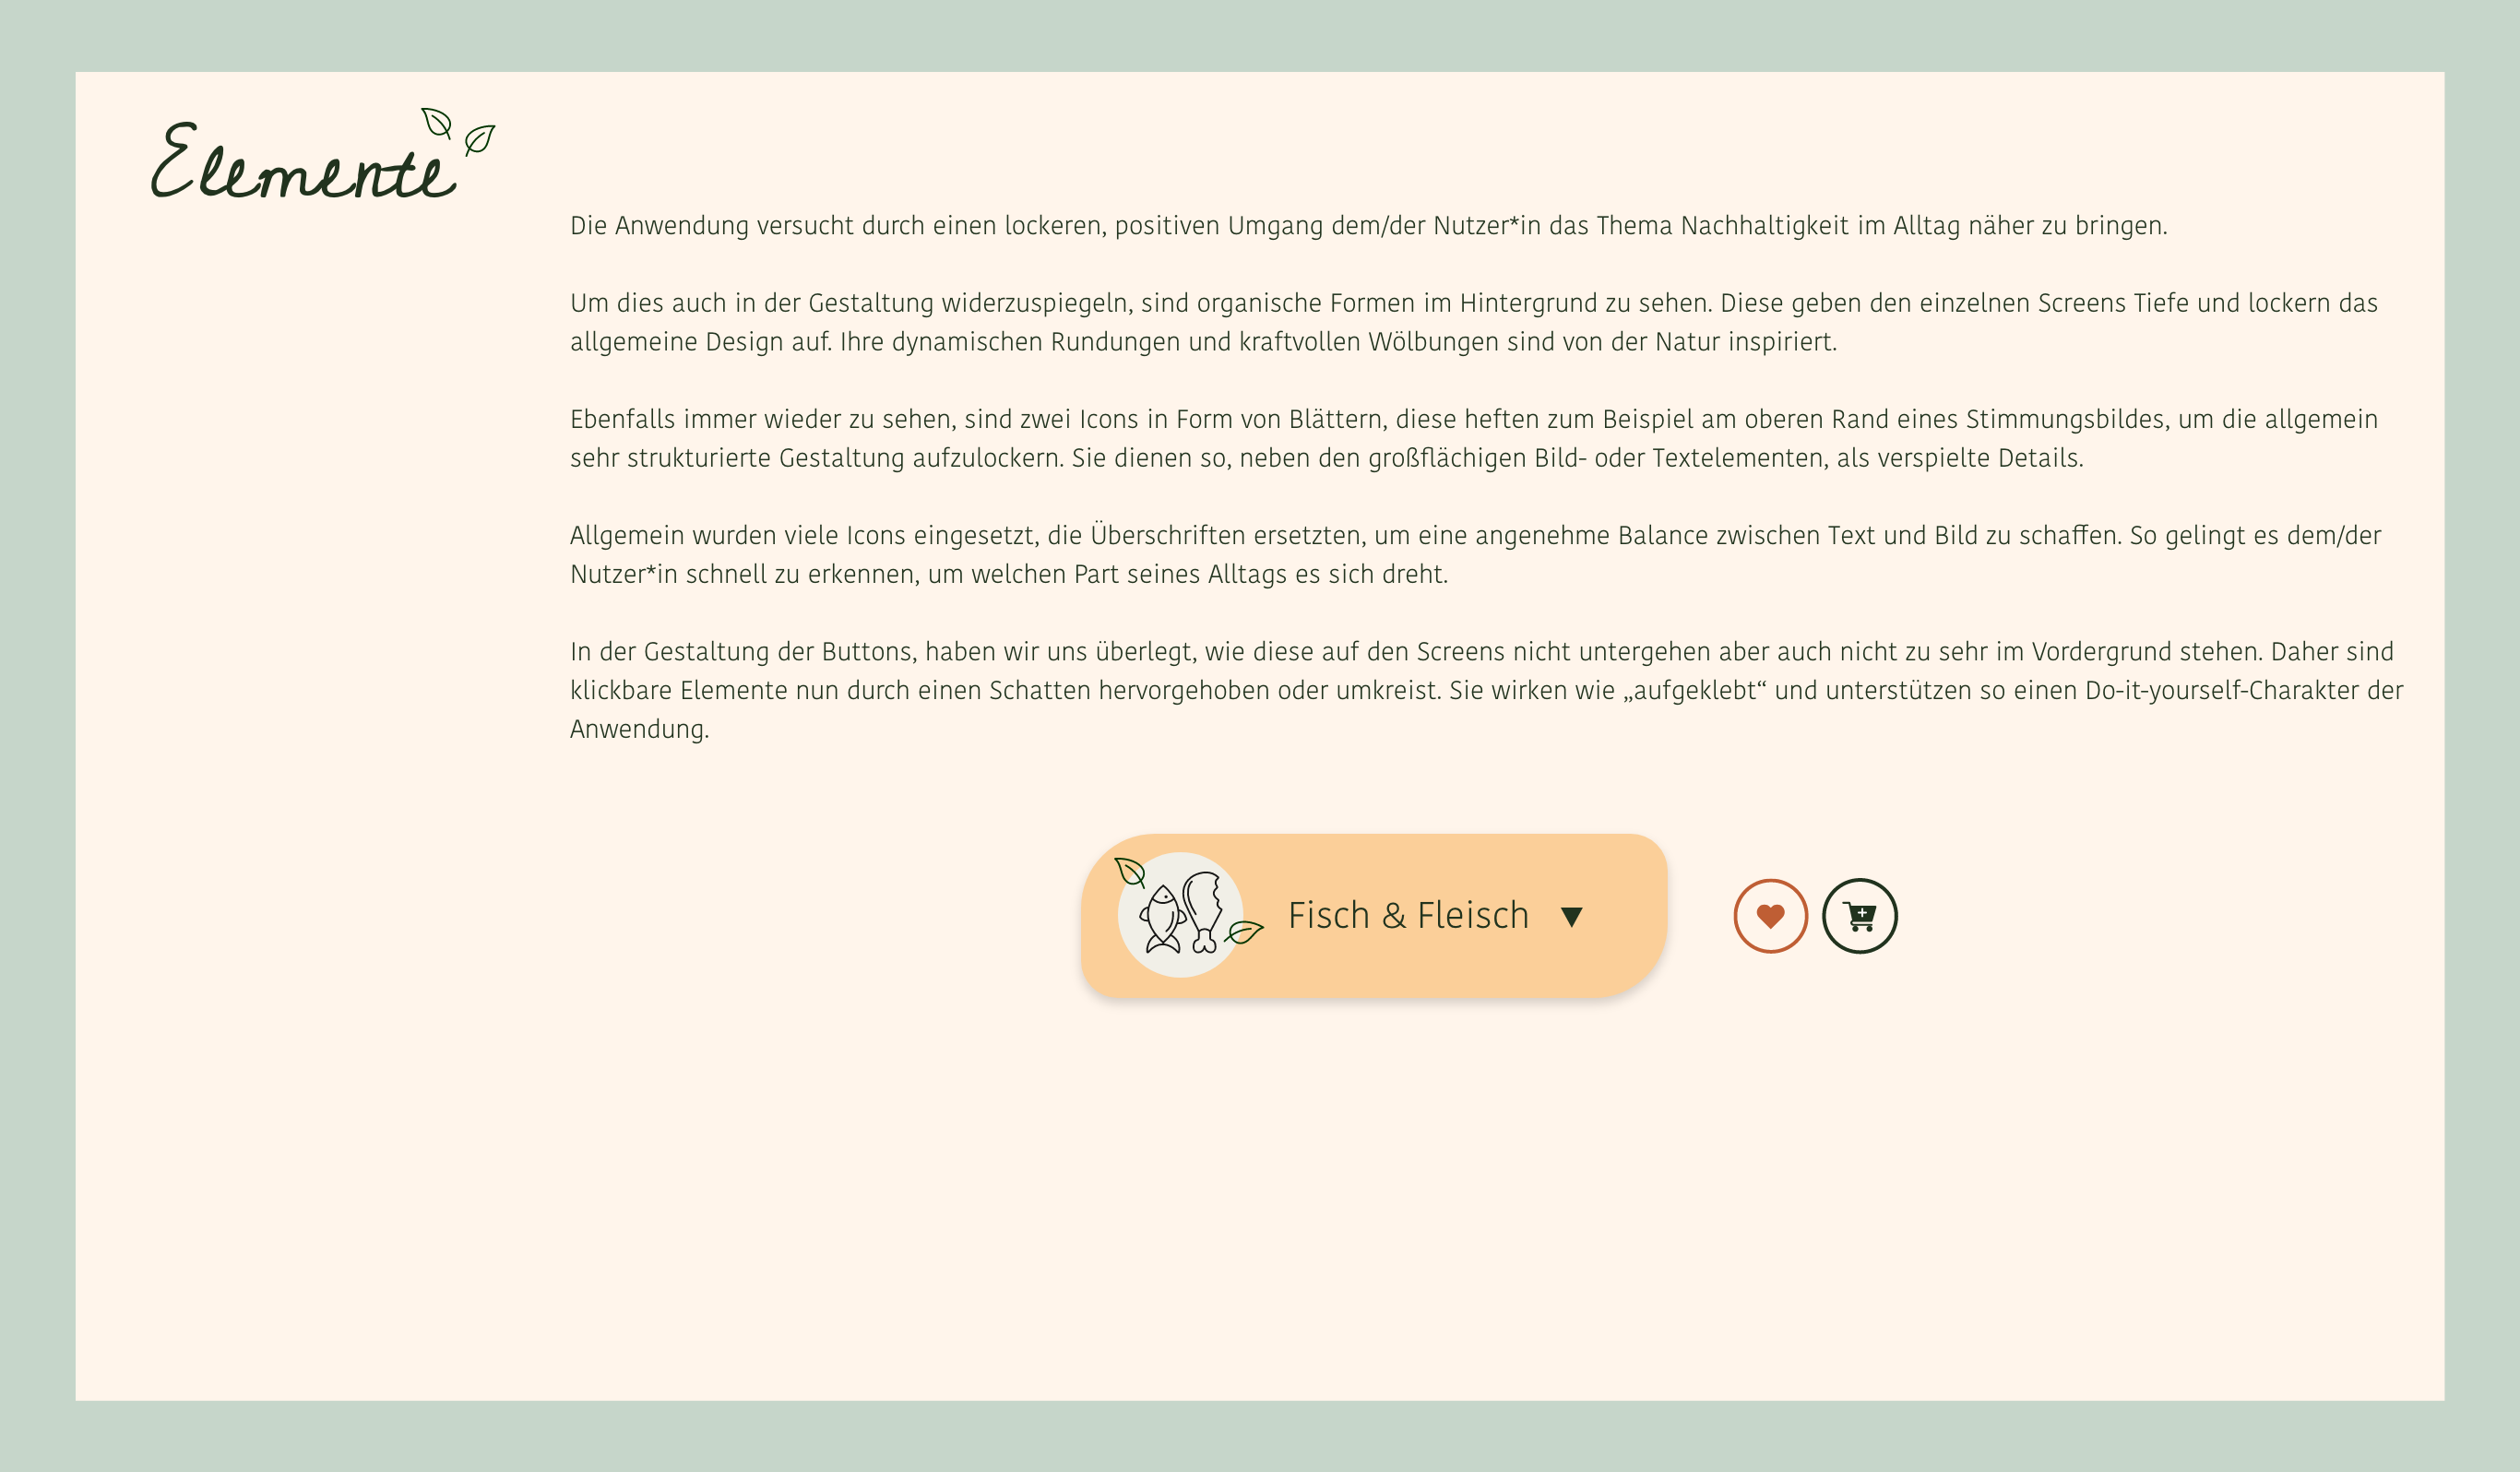 Elemente
Die Anwendung versucht durch einen lockeren, positiven Umgang dem/der Nutzer*in das Thema Nachhaltigkeit im Alltag näher zu bringen.
Um dies auch in der Gestaltung widerzuspiegeln, sind organische Formen im Hintergrund zu sehen. Diese geben den einzelnen Screens Tiefe und lockern das
allgemeine Design auf. Ihre dynamischen Rundungen und kraftvollen Wölbungen sind von der Natur inspiriert.
Ebenfalls immer wieder zu sehen, sind zwei Icons in Form von Blättern, diese heften zum Beispiel am oberen Rand eines Stimmungsbildes, um die allgemein
sehr strukturierte Gestaltung aufzulockern. Sie dienen so, neben den großflächigen Bild- oder Textelementen, als verspielte Details.
Allgemein wurden viele Icons eingesetzt, die Überschriften ersetzten, um eine angenehme Balance zwischen Text und Bild zu schaffen. So gelingt es dem/der
Nutzer*in schnell zu erkennen, um welchen Part seines Alltags es sich dreht.
In der Gestaltung der Buttons, haben wir uns überlegt, wie diese auf den Screens nicht untergehen aber auch nicht zu sehr im Vordergrund stehen. Daher sind
klickbare Elemente nun durch einen Schatten hervorgehoben oder umkreist. Sie wirken wie „aufgeklebt“ und unterstützen so einen Do-it-yourself-Charakter der
Anwendung.
Fisch & Fleisch